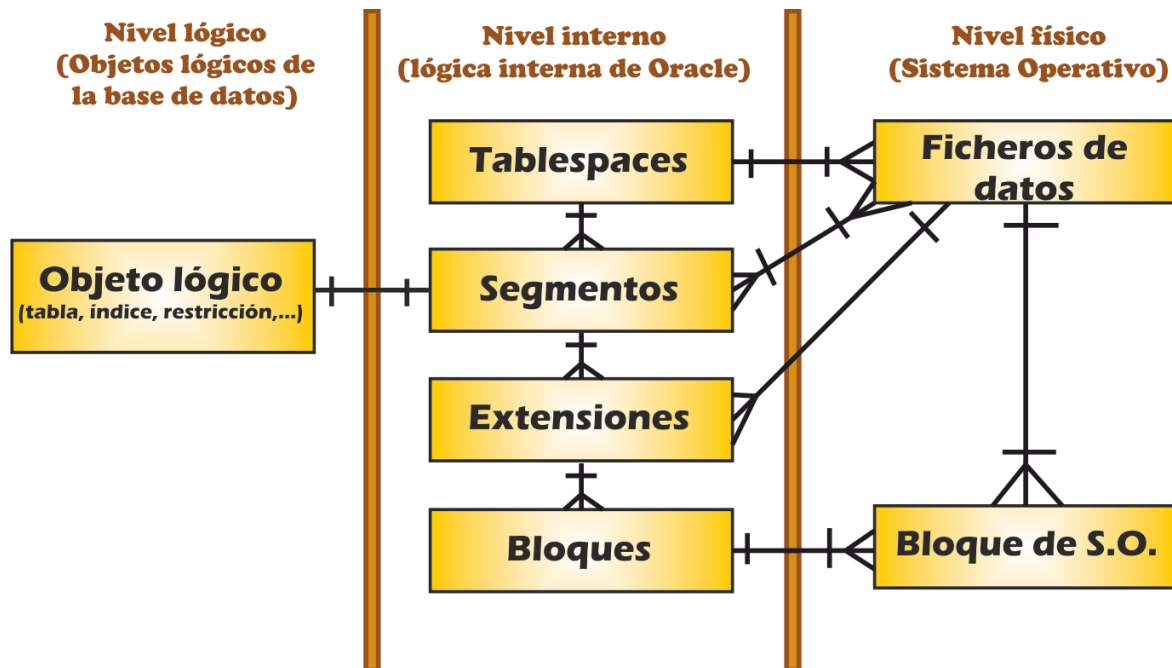 Nivel lógico
(Objetos lógicos de
la base de datos)
Nivel interno
(lógica interna de Oracle)
Nivel físico
(Sistema Operativo)
Tablespaces
Ficheros de
datos
Objeto lógico
(tabla, índice, restricción,...)
Segmentos
Extensiones
Bloques
Bloque de S.O.